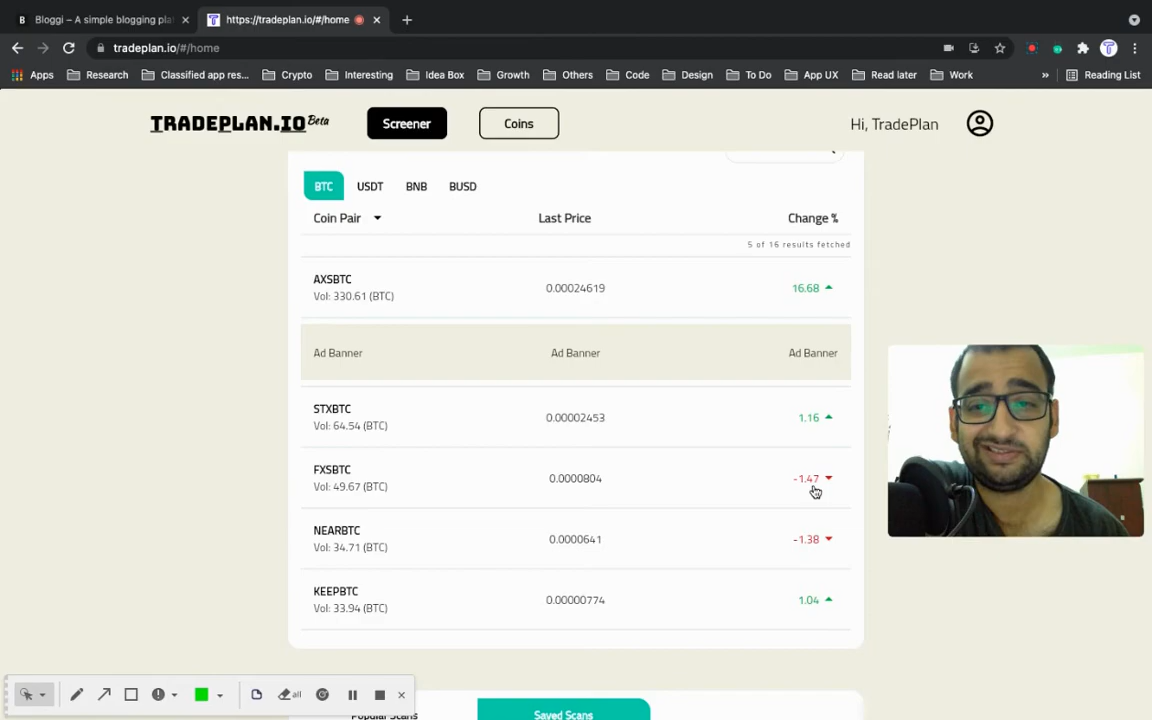 Bloggi – A simple blogging pla
https://tradeplan.io/#/home
tradeplan.io/#/home
Apps Research Classified app res... Crypto Interesting Idea Box Growth Others Code Design To Do App UX Read later Work » Reading List
TRADEPLAN.IO Beta Screener Coins Hi, TradePlan
BTC USDT BNB BUSD
Coin Pair Last Price Change %
5 of 16 results fetched
AXSBTC
Vol: 330.61 (BTC) 0.00024619 16.68
Ad Banner Ad Banner Ad Banner
STXBTC
Vol: 64.54 (BTC) 0.00002453 1.16
FXSBTC
Vol: 49.67 (BTC) 0.0000804 -1.47
NEARBTC
Vol: 34.71 (BTC) 0.0000641 -1.38
KEEPBTC
Vol: 33.94 (BTC) 0.00000774 1.04
all
Popular Scans Saved Scans